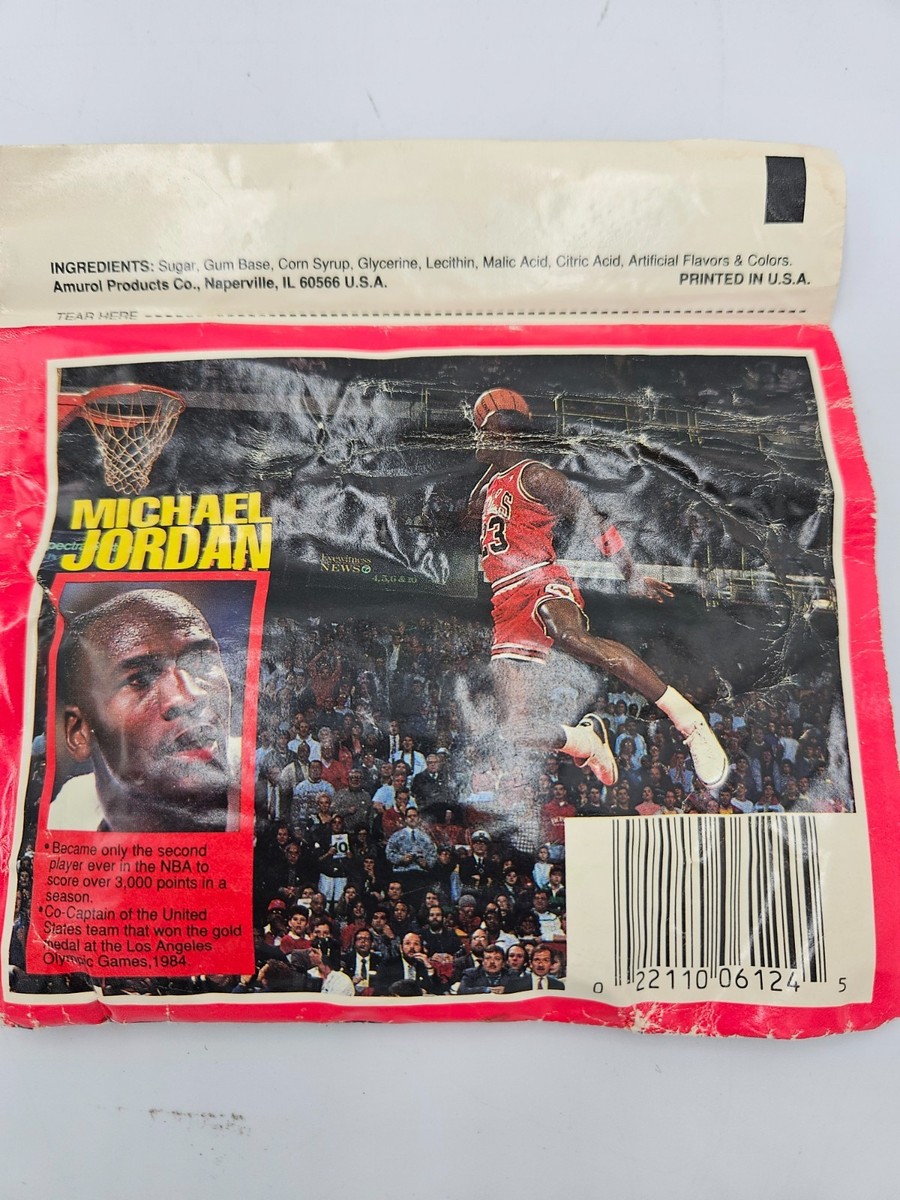 INGREDIENTS: Sugar, Gum Base, Corn Syrup, Glycerine, Lecithin, Malic Acid, Citric Acid, Artificial Flavors & Colors.
Amurol Products Co., Naperville, IL 60566 U.S.A. PRINTED IN U.S.A.
TEAR HERE
MICHAEL
JORDAN
Eyewitness
NEWS
4,5,6 & 10
23
• Became only the second
player ever in the NBA to
score over 3,000 points in a
season.
• Co-Captain of the United
States team that won the gold
medal at the Los Angeles
Olympic Games, 1984.
0 22110 06124 5